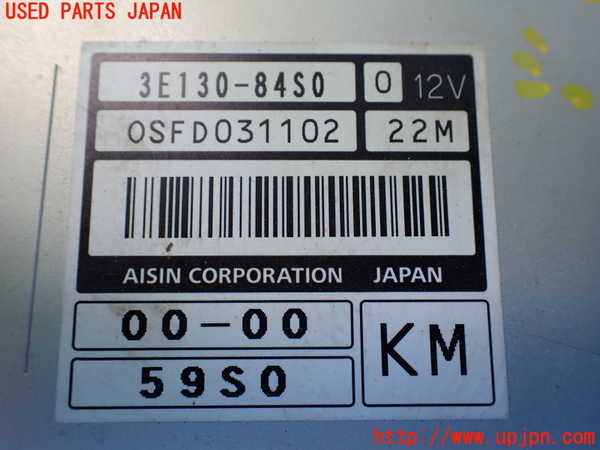 USED PARTS JAPAN
3E130-84S0 0 12V
0SFD031102 22M
AISIN CORPORATION JAPAN
00-00
59S0
KM
http://www.upjpn.com/